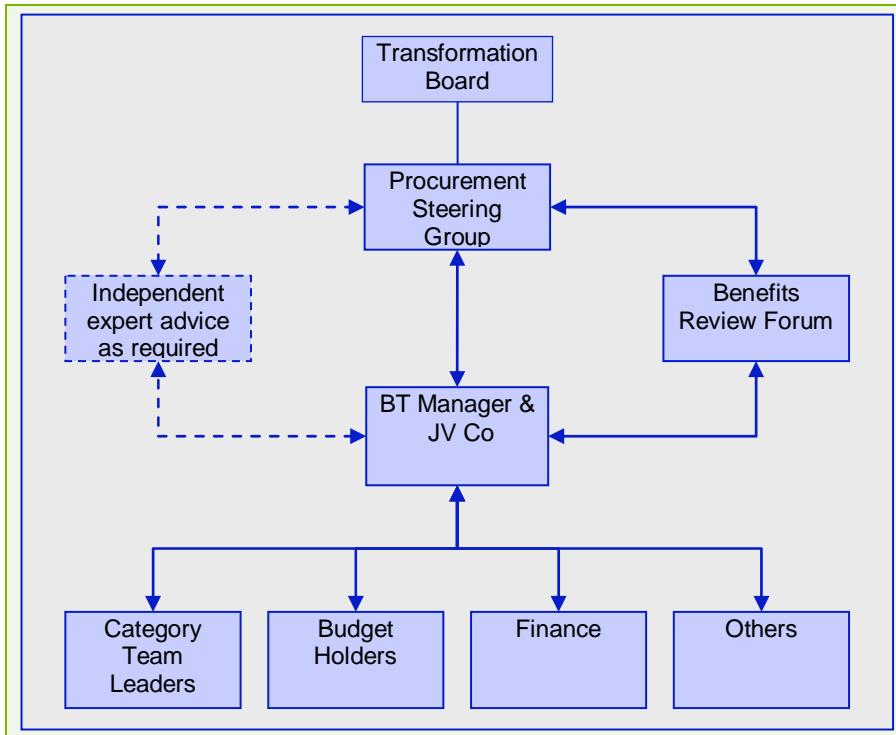 Transformation
Board
Procurement
Steering
Group
Independent
expert advice
as required
Benefits
Review Forum
BT Manager &
JV Co
Category
Team
Leaders
Budget
Holders
Finance
Others